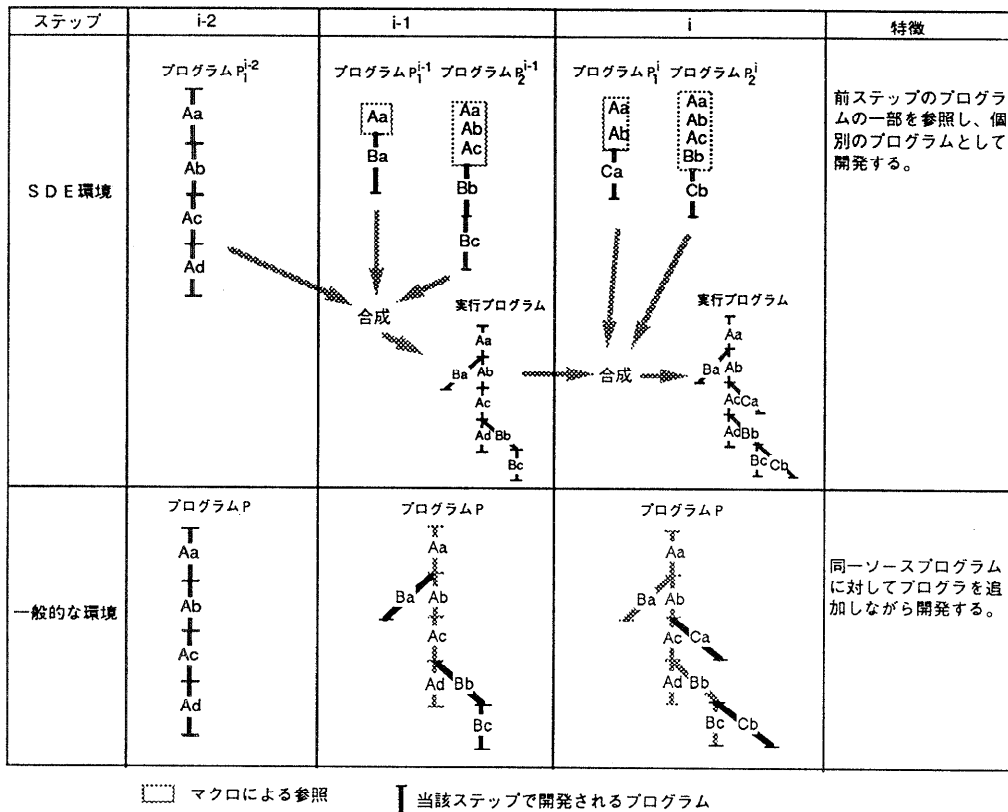 ステップ
i-2
i-1
i
特徴
SDE環境
プログラム P₁ⁱ⁻²
Aa
Ab
Ac
Ad
プログラム P₁ⁱ⁻¹
Aa
Ba
プログラム P₂ⁱ⁻¹
Aa
Ab
Ac
Bb
Bc
合成
実行プログラム
Aa
Ba
Ab
Ac
Ad
Bb
Bc
プログラム P₁ⁱ
Aa
Ab
Ca
プログラム P₂ⁱ
Aa
Ab
Ac
Bb
Cb
合成
実行プログラム
Aa
Ba
Ab
Ac
Ca
Ad
Bb
Bc
Cb
前ステップのプログラ
ムの一部を参照し、個
別のプログラムとして
開発する。
一般的な環境
プログラム P
Aa
Ab
Ac
Ad
プログラム P
Aa
Ba
Ab
Ac
Ad
Bb
Bc
プログラム P
Aa
Ba
Ab
Ac
Ca
Ad
Bb
Bc
Cb
同一ソースプログラム
に対してプログラを追
加しながら開発する。
マクロによる参照
当該ステップで開発されるプログラム